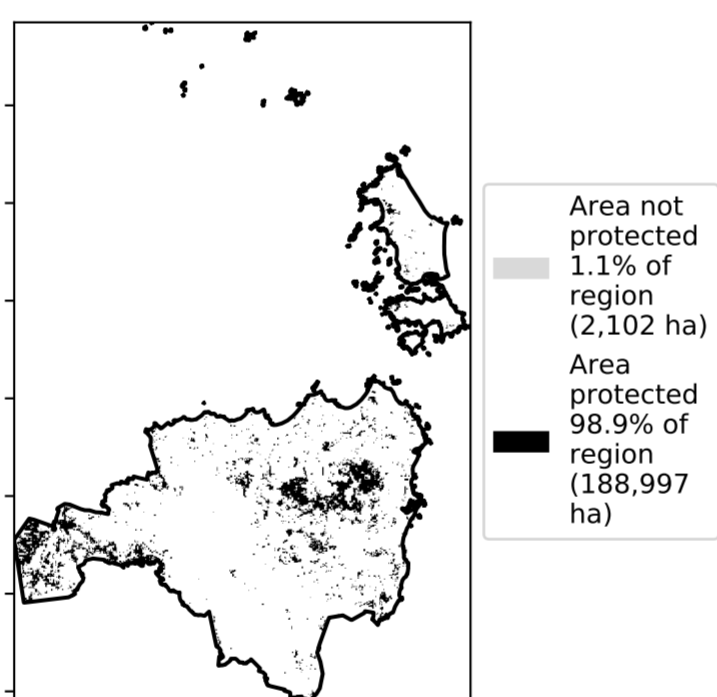 Area not
protected
1.1% of
region
(2,102 ha)
Area
protected
98.9% of
region
(188,997
ha)